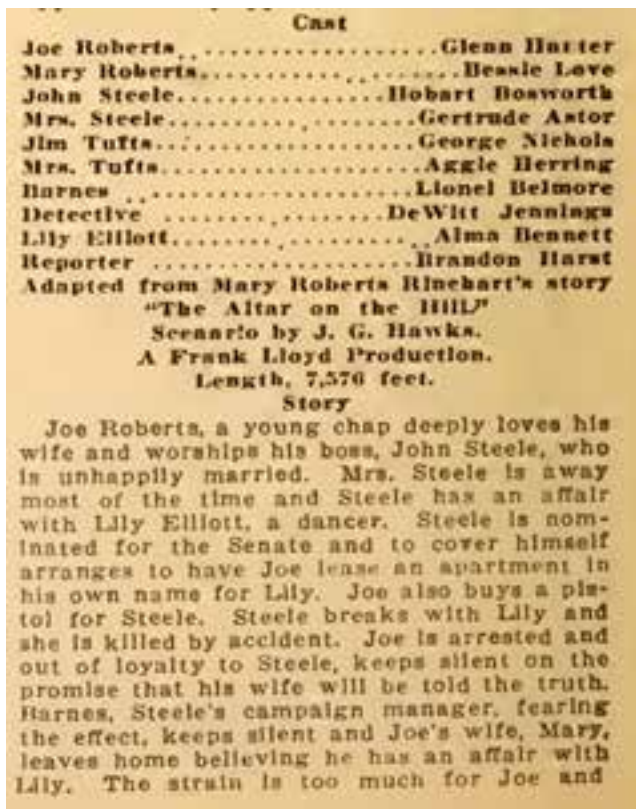 Cast
Joe Roberts..................Glenn Hunter
Mary Roberts..................Bessie Love
John Steele..............Hobart Bosworth
Mrs. Steele..................Gertrude Astor
Jim Tufts..................George Nichols
Mrs. Tufts..................Aggie Herring
Barnes ..................Lionel Belmore
Detective ................DeWitt Jennings
Lily Elliott..................Alma Bennett
Reporter ..................Brandon Hurst
Adapted from Mary Roberts Rinehart's story
"The Altar on the Hill"
Scenario by J. G. Hawks.
A Frank Lloyd Production.
Length, 7,576 feet.
Story
Joe Roberts, a young chap deeply loves his
wife and worships his boss, John Steele, who
is unhappily married. Mrs. Steele is away
most of the time and Steele has an affair
with Lily Elliott, a dancer. Steele is nom-
inated for the Senate and to cover himself
arranges to have Joe lease an apartment in
his own name for Lily. Joe also buys a pis-
tol for Steele. Steele breaks with Lily and
she is killed by accident. Joe is arrested and
out of loyalty to Steele, keeps silent on the
promise that his wife will be told the truth.
Barnes, Steele's campaign manager, fearing
the effect, keeps silent and Joe's wife, Mary,
leaves home believing he has an affair with
Lily. The strain is too much for Joe and